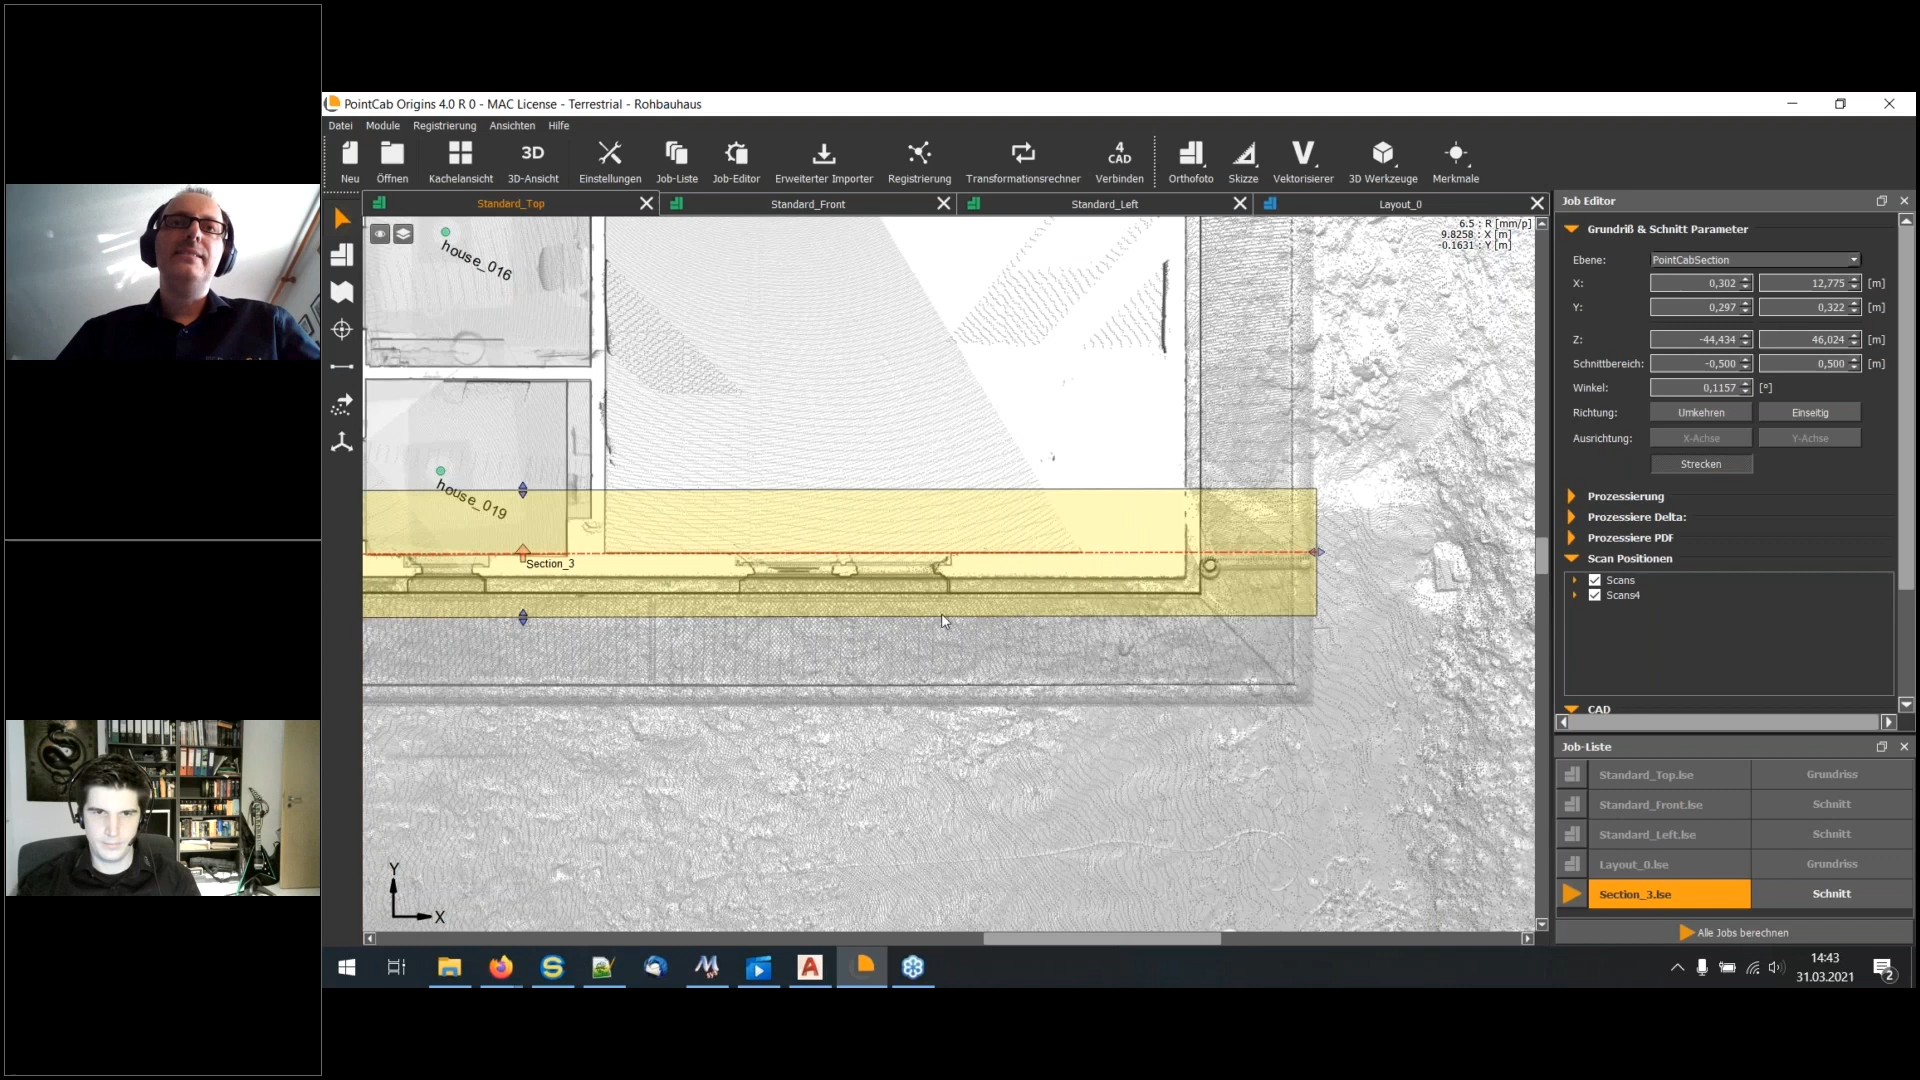 PointCab Origins 4.0 R 0 - MAC License - Terrestrial - Rohbauhaus
Datei Module Registrierung Ansichten Hilfe
3D 4 CAD
Neu Öffnen Kachelansicht 3D-Ansicht Einstellungen Job-Liste Job-Editor Erweiterter Importer Registrierung Transformationsrechner Verbinden Orthofoto Skizze Vektorisierer 3D Werkzeuge Merkmale
Standard_Top Standard_Front Standard_Left Layout_0
6.5 : R [mm/p]
9.8258 : X [m]
-0.1631 : Y [m]
house_016
house_019
Section_3
Y
X
Job Editor
Grundriß & Schnitt Parameter
Ebene: PointCabSection
X: 0,302 12,775 [m]
Y: 0,297 0,322 [m]
Z: -44,434 46,024 [m]
Schnittbereich: -0,500 0,500 [m]
Winkel: 0,1157 [°]
Richtung: Umkehren Einseitig
Ausrichtung: X-Achse Y-Achse
Strecken
Prozessierung
Prozessiere Delta:
Prozessiere PDF
Scan Positionen
Scans
Scans4
CAD
Job-Liste
Standard_Top.lse Grundriss
Standard_Front.lse Schnitt
Standard_Left.lse Schnitt
Layout_0.lse Grundriss
Section_3.lse Schnitt
Alle Jobs berechnen
14:43
31.03.2021
2